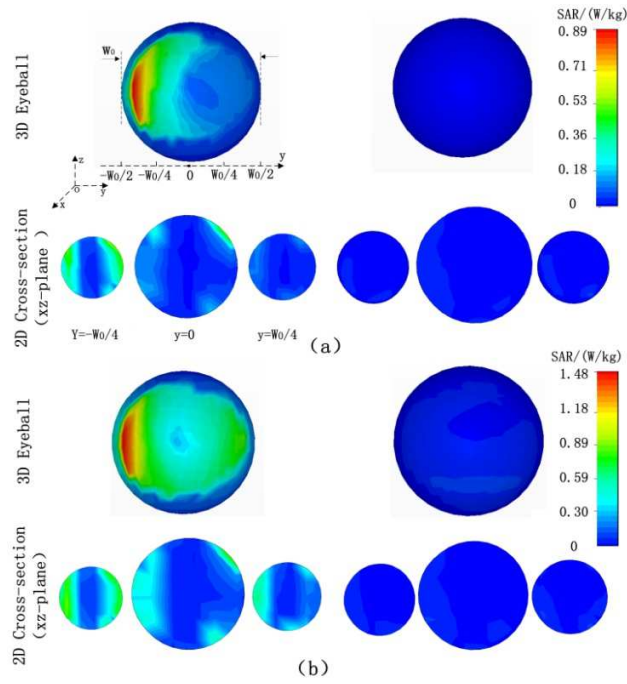 SAR/(W/kg)
0.89
0.71
0.53
0.36
0.18
0
3D Eyeball
W₀
z
o
y
x
-W₀/2
-W₀/4
0
W₀/4
W₀/2
y
2D Cross-section
(xz-plane )
Y=-W₀/4
y=0
y=W₀/4
(a)
SAR/(W/kg)
1.48
1.18
0.89
0.59
0.30
0
3D Eyeball
2D Cross-section
(xz-plane)
(b)